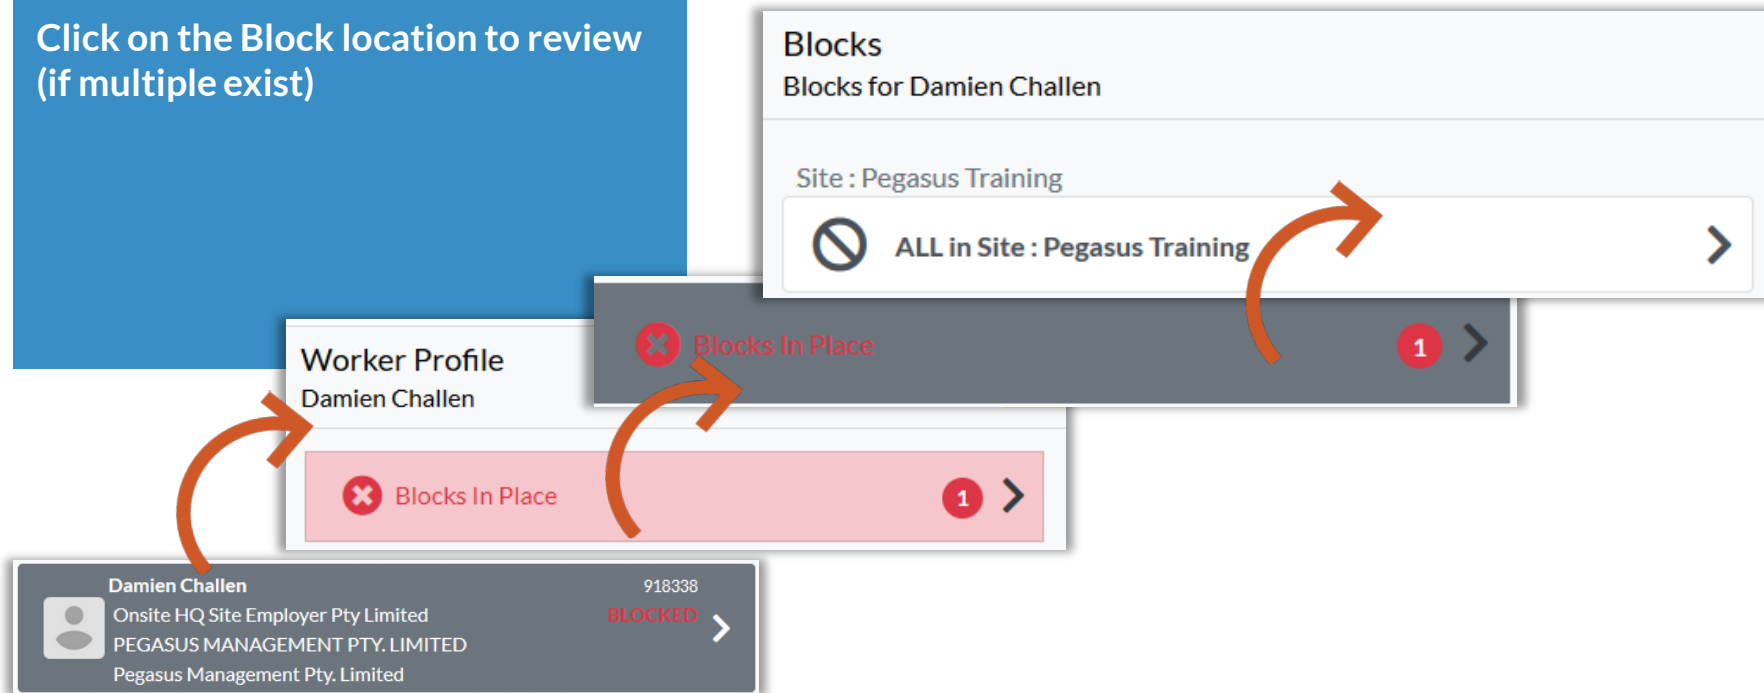 Click on the Block location to review
(if multiple exist)
Blocks
Blocks for Damien Challen
Site : Pegasus Training
ALL in Site : Pegasus Training
Blocks In Place
1
Worker Profile
Damien Challen
Blocks In Place
1
Damien Challen
918338
Onsite HQ Site Employer Pty Limited
BLOCKED
PEGASUS MANAGEMENT PTY. LIMITED
Pegasus Management Pty. Limited